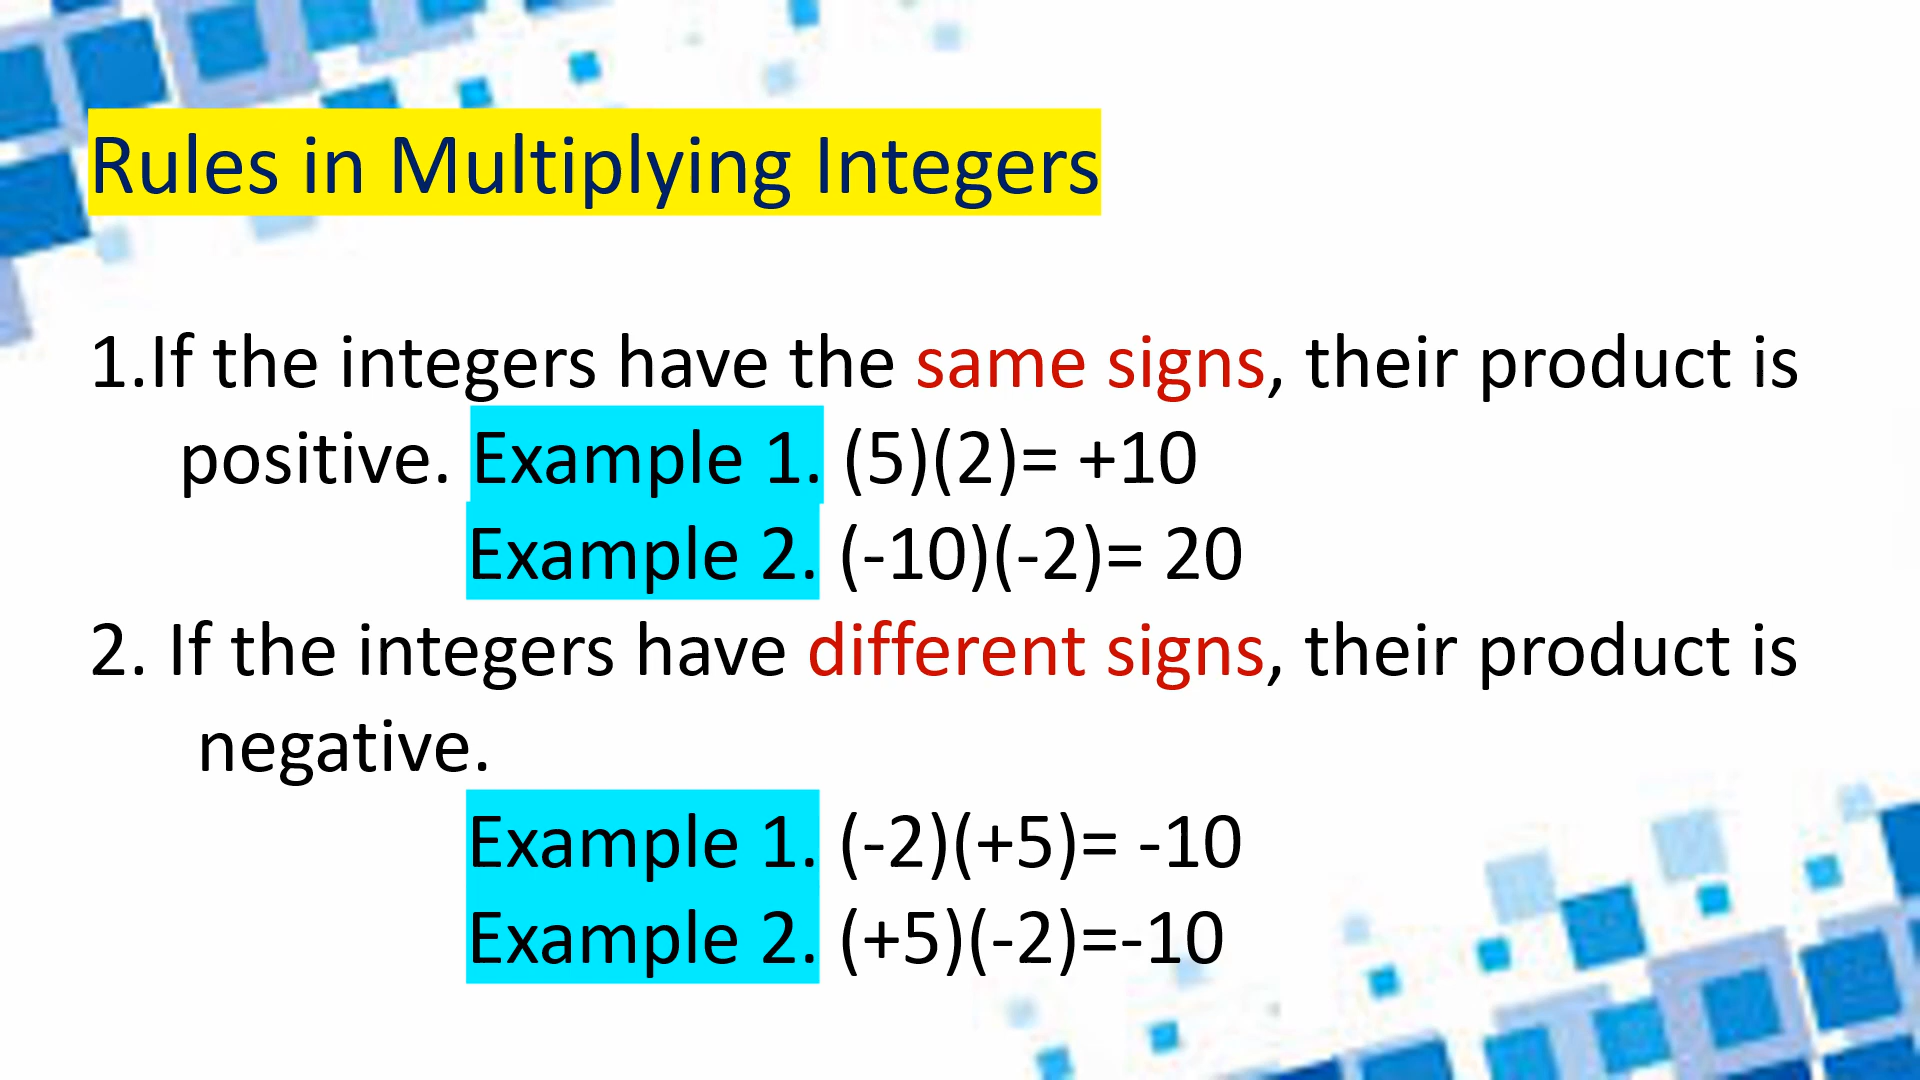 Rules in Multiplying Integers
1.If the integers have the same signs, their product is
positive. Example 1. (5)(2)= +10
Example 2. (-10)(-2)= 20
2. If the integers have different signs, their product is
negative.
Example 1. (-2)(+5)= -10
Example 2. (+5)(-2)=-10